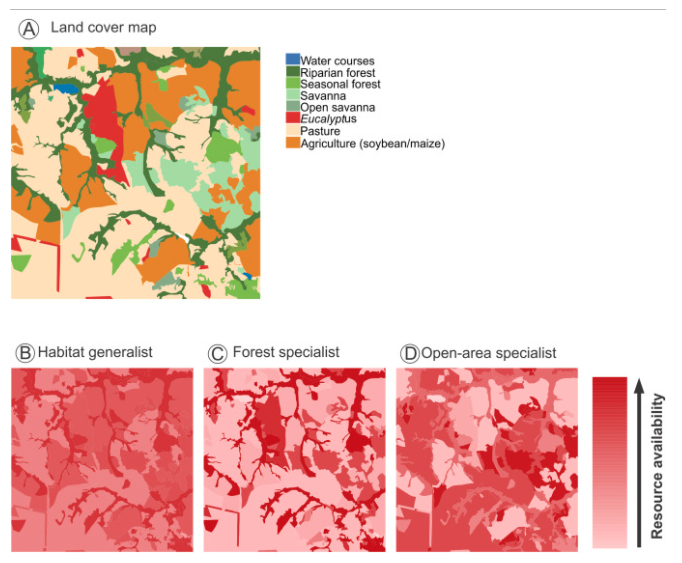 A Land cover map
Water courses
Riparian forest
Seasonal forest
Savanna
Open savanna
Eucalyptus
Pasture
Agriculture (soybean/maize)
B Habitat generalist
C Forest specialist
D Open-area specialist
Resource availability